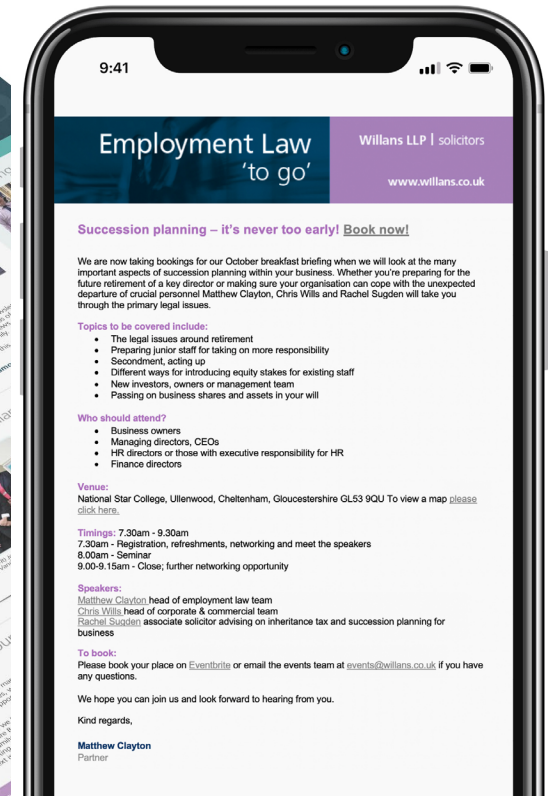 9:41
Employment Law
'to go'
Willans LLP | solicitors
www.willans.co.uk
Succession planning – it's never too early! Book now!
We are now taking bookings for our October breakfast briefing when we will look at the many
important aspects of succession planning within your business. Whether you're preparing for the
future retirement of a key director or making sure your organisation can cope with the unexpected
departure of crucial personnel Matthew Clayton, Chris Wills and Rachel Sugden will take you
through the primary legal issues.
Topics to be covered include:
• The legal issues around retirement
• Preparing junior staff for taking on more responsibility
• Secondment, acting up
• Different ways for introducing equity stakes for existing staff
• New investors, owners or management team
• Passing on business shares and assets in your will
Who should attend?
• Business owners
• Managing directors, CEOs
• HR directors or those with executive responsibility for HR
• Finance directors
Venue:
National Star College, Ullenwood, Cheltenham, Gloucestershire GL53 9QU To view a map please
click here.
Timings: 7.30am - 9.30am
7.30am - Registration, refreshments, networking and meet the speakers
8.00am - Seminar
9.00-9.15am - Close; further networking opportunity
Speakers:
Matthew Clayton head of employment law team
Chris Wills head of corporate & commercial team
Rachel Sugden associate solicitor advising on inheritance tax and succession planning for
business
To book:
Please book your place on Eventbrite or email the events team at events@willans.co.uk if you have
any questions.
We hope you can join us and look forward to hearing from you.
Kind regards,
Matthew Clayton
Partner